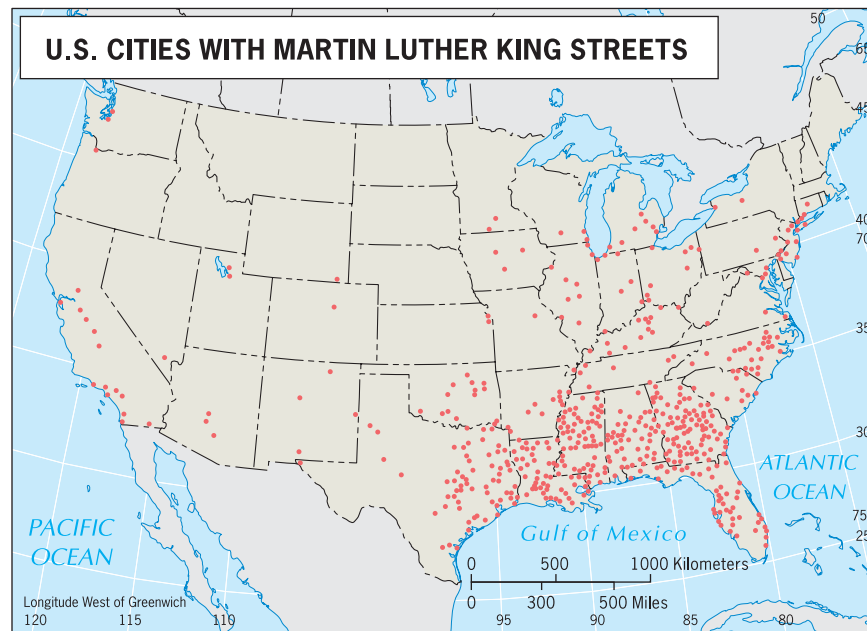 U.S. CITIES WITH MARTIN LUTHER KING STREETS
50
60
45
40
70
35
30
ATLANTIC
OCEAN
75
25
PACIFIC
OCEAN
Gulf of Mexico
0 500 1000 Kilometers
0 300 500 Miles
Longitude West of Greenwich
120 115 110 95 90 85 80